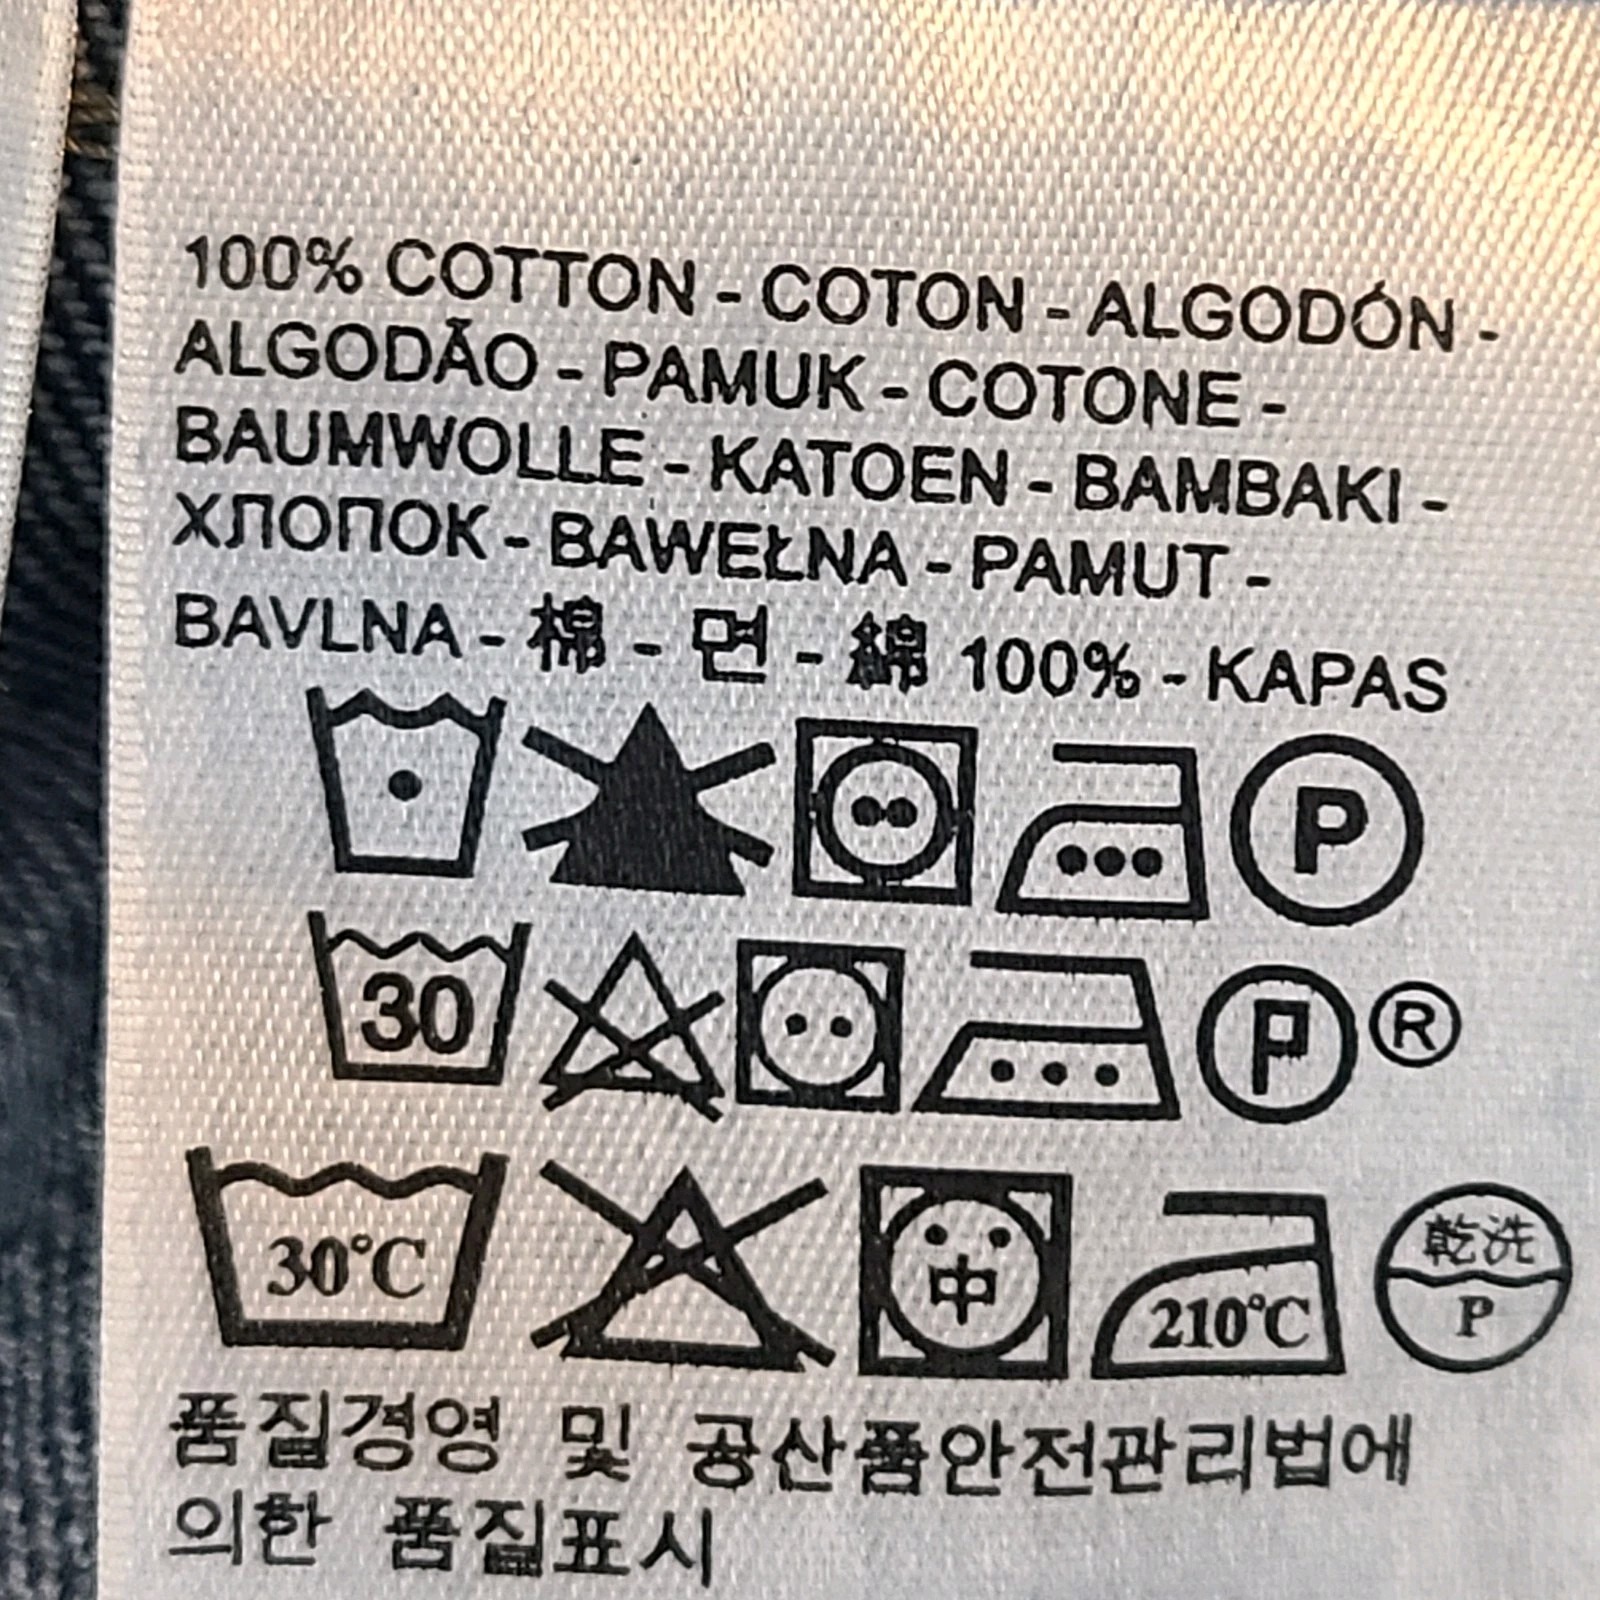 100% COTTON - COTON - ALGODÓN -
ALGODÃO - PAMUK - COTONE -
BAUMWOLLE - KATOEN - BAMBAKI -
ХЛОПОК - BAWEŁNA - PAMUT -
BAVLNA - 棉 - 면 - 綿 100% - KAPAS
P
30 P ®
30°C 中 210°C 乾洗 P
품질경영 및 공산품안전관리법에
의한 품질표시